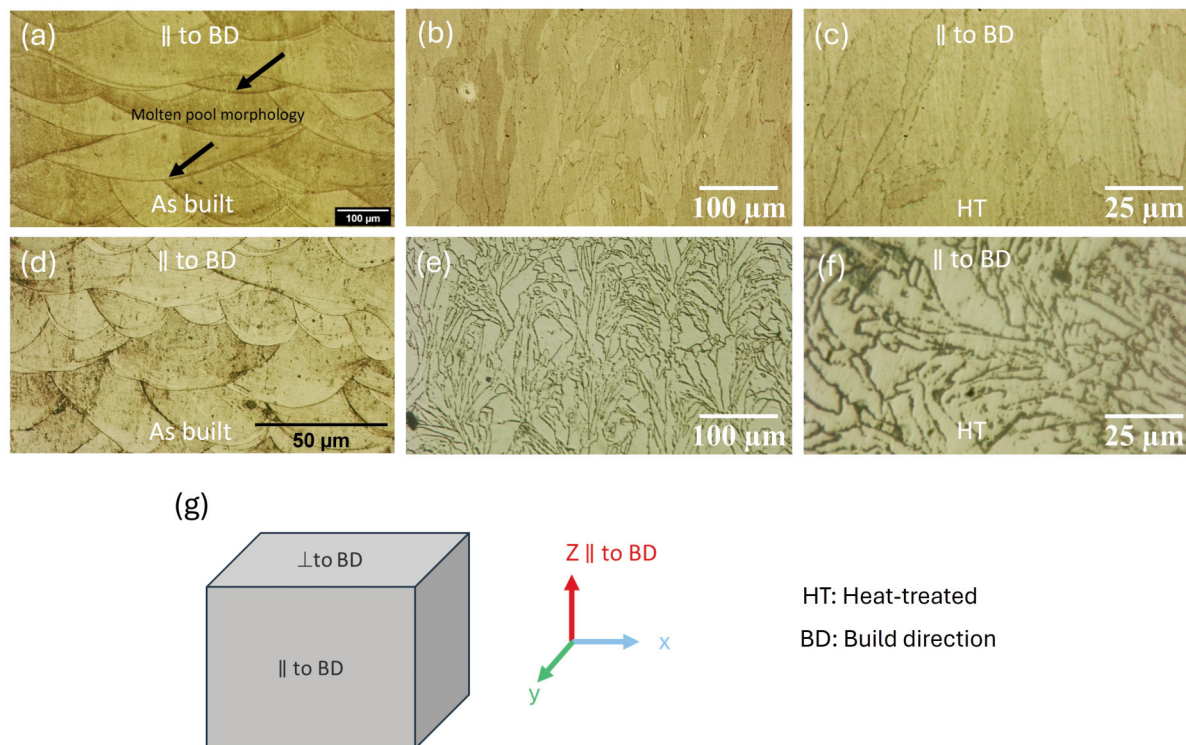 (a)
∥ to BD
Molten pool morphology
As built
100 µm
(b)
100 µm
(c)
∥ to BD
HT
25 µm
(d)
∥ to BD
As built
50 µm
(e)
100 µm
(f)
∥ to BD
HT
25 µm
(g)
⊥to BD
∥ to BD
Z ∥ to BD
x
y
HT: Heat-treated
BD: Build direction